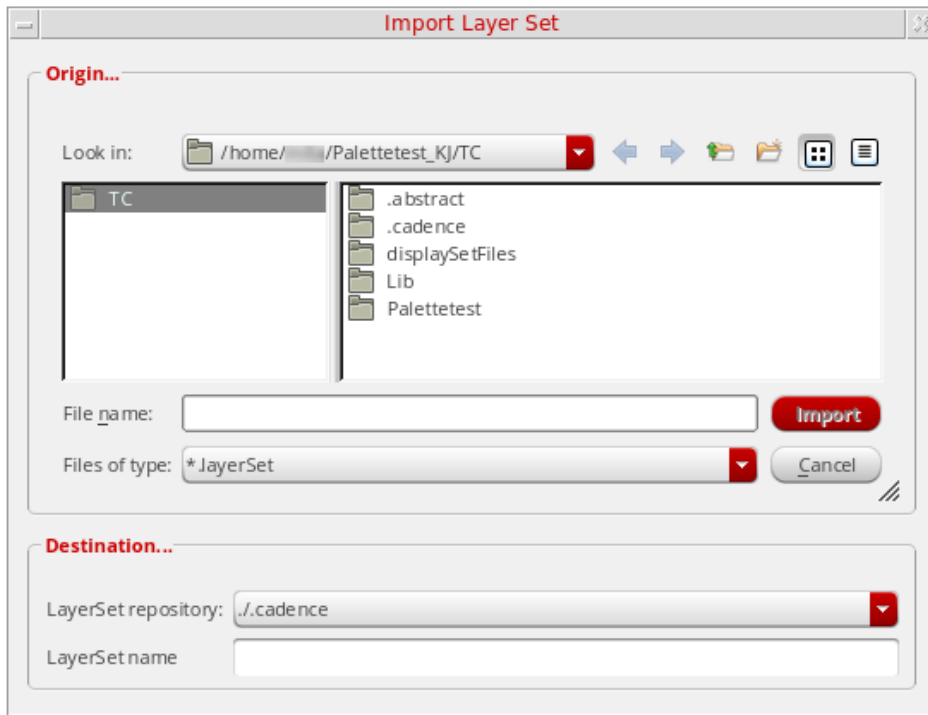 Import Layer Set
Origin...
Look in: /home/ /Palettetest_KJ/TC
TC
.abstract
.cadence
displaySetFiles
Lib
Palettetest
File name: Import
Files of type: *.layerSet Cancel
Destination...
LayerSet repository: ./.cadence
LayerSet name